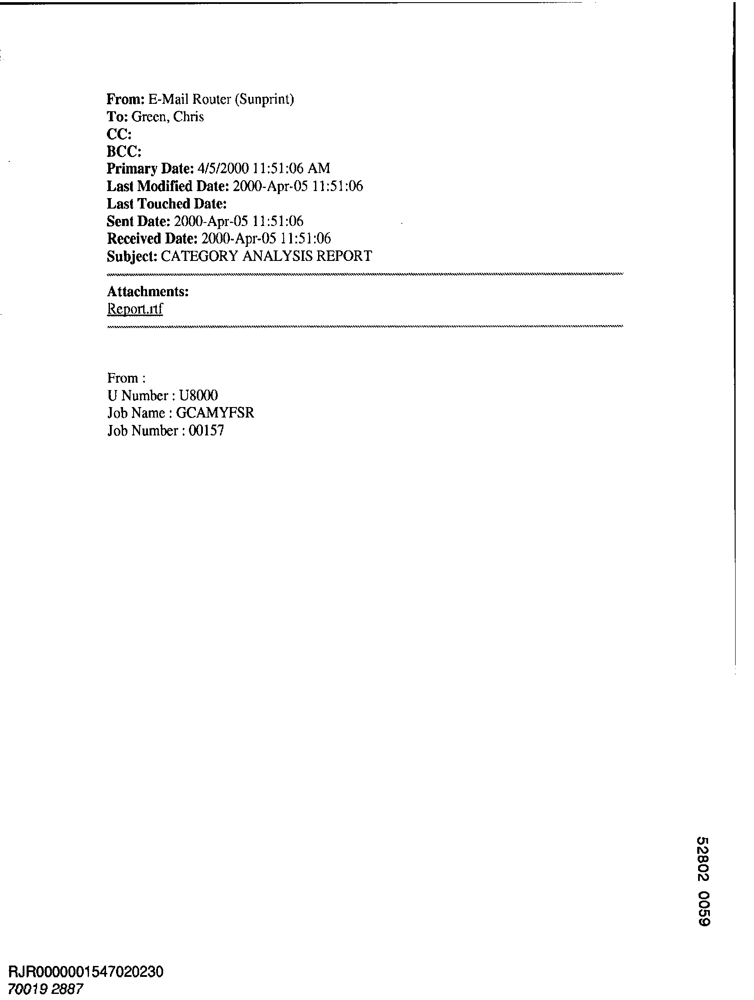 From: E-Mail Router (Sunprint)
To: Green, Chris
CC:
BCC:
Primary Date: 4/5/2000 11:51:06 AM
Last Modified Date: 2000-Apr-05 11:51:06
Last Touched Date:
Sent Date: 2000-Apr-05 11:51:06
Received Date: 2000-Apr-05 11:51:06
Subject: CATEGORY ANALYSIS REPORT
Attachments:
Report.rtf
From :
U Number : U8000
Job Name : GCAMYFSR
Job Number : 00157
52802 0059
RJR0000001547020230
70019 2887